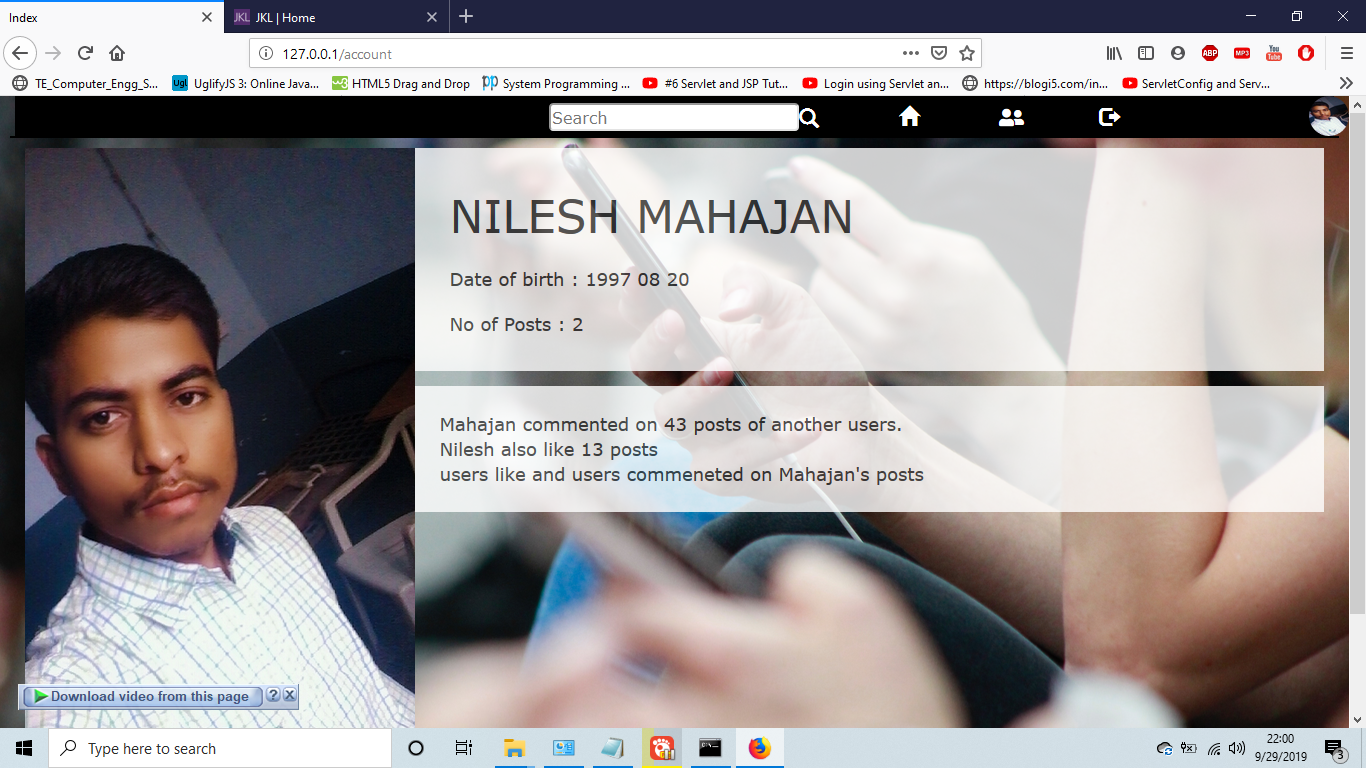 Index
JKL
JKL | Home
127.0.0.1/account
ABP
MP3
You Tube
TE_Computer_Engg_S...
Ugl
UglifyJS 3: Online Java...
w3
HTML5 Drag and Drop
pp
System Programming ...
#6 Servlet and JSP Tut...
Login using Servlet an...
https://blogi5.com/in...
ServletConfig and Serv...
Search
NILESH MAHAJAN
Date of birth : 1997 08 20
No of Posts : 2
Mahajan commented on 43 posts of another users.
Nilesh also like 13 posts
users like and users commeneted on Mahajan's posts
Download video from this page
?
Type here to search
22:00
9/29/2019
3